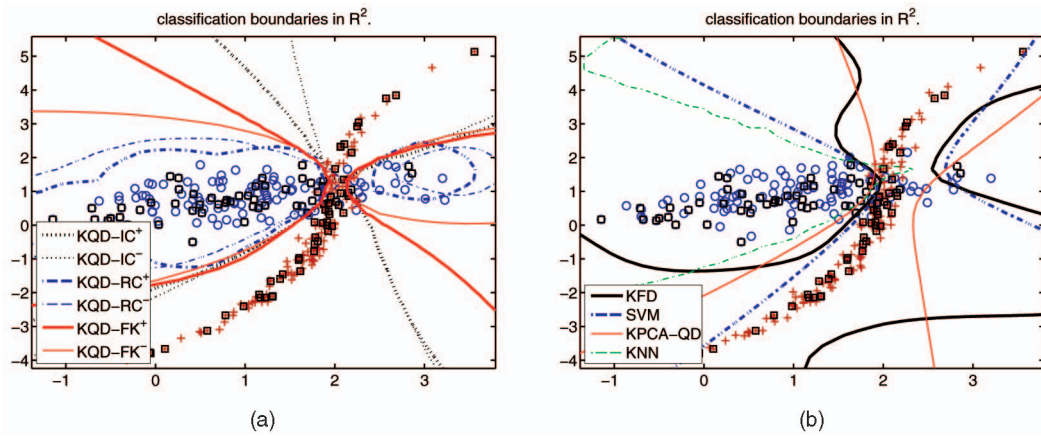 classification boundaries in R².
5
4
3
2
1
0
−1
−2
−3
−4
−1
0
1
2
3
KQD−IC⁺
KQD−IC⁻
KQD−RC⁺
KQD−RC⁻
KQD−FK⁺
KQD−FK⁻
(a)
classification boundaries in R².
5
4
3
2
1
0
−1
−2
−3
−4
−1
0
1
2
3
KFD
SVM
KPCA−QD
KNN
(b)